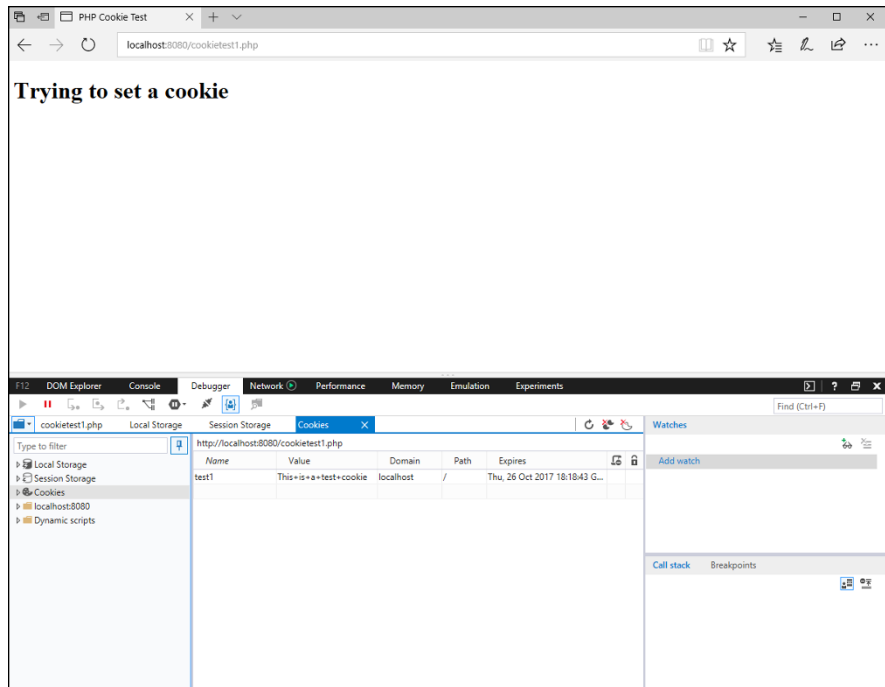 PHP Cookie Test
localhost:8080/cookietest1.php
Trying to set a cookie
F12 DOM Explorer Console Debugger Network Performance Memory Emulation Experiments
Find (Ctrl+F)
cookietest1.php Local Storage Session Storage Cookies Watches
Type to filter http://localhost:8080/cookietest1.php
Name Value Domain Path Expires Add watch
Local Storage
test1 This+is+a+test+cookie localhost / Thu, 26 Oct 2017 18:18:43 G...
Session Storage
Cookies
localhost:8080
Dynamic scripts
Call stack Breakpoints